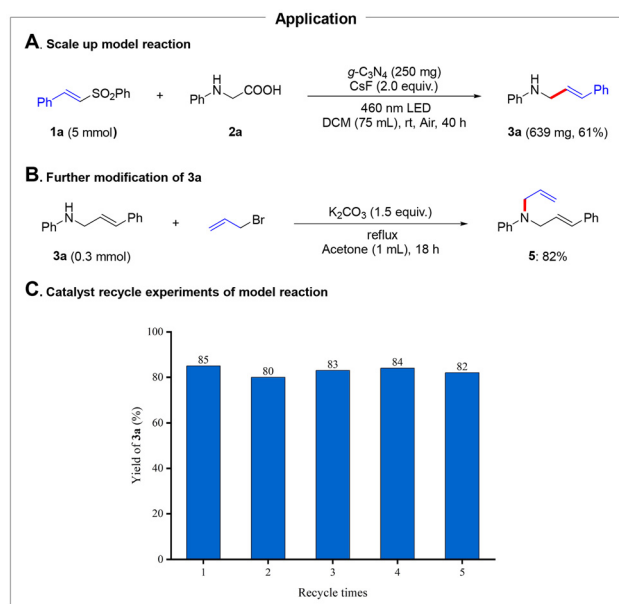 Application
A. Scale up model reaction
Ph SO2Ph + Ph H N COOH
g-C3N4 (250 mg)
CsF (2.0 equiv.)
460 nm LED
DCM (75 mL), rt, Air, 40 h
Ph H N Ph
1a (5 mmol)
2a
3a (639 mg, 61%)
B. Further modification of 3a
Ph H N Ph + Br
K2CO3 (1.5 equiv.)
reflux
Acetone (1 mL), 18 h
Ph N Ph
3a (0.3 mmol)
5: 82%
C. Catalyst recycle experiments of model reaction
Yield of 3a (%)
100
80
60
40
20
0
85
80
83
84
82
1 2 3 4 5
Recycle times